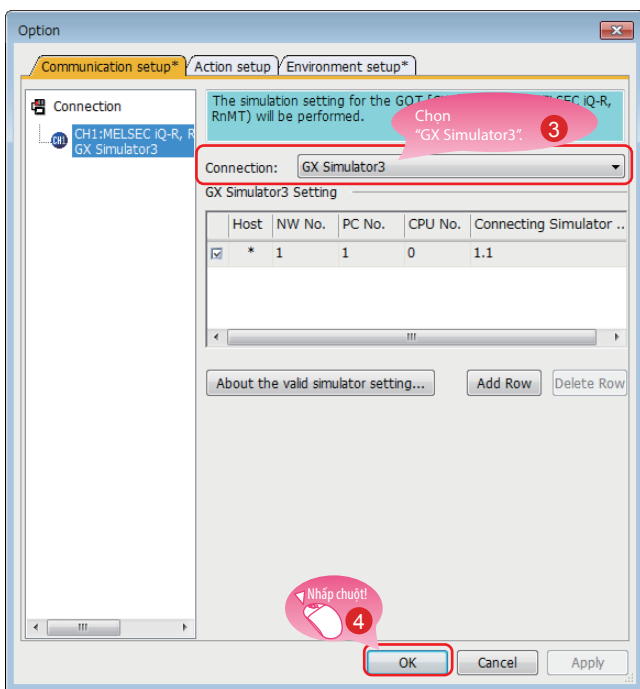 Option
Communication setup* Action setup Environment setup*
Connection
CH1:MELSEC iQ-R, R
GX Simulator3
The simulation setting for the GOT iQ-R,
RnMT) will be performed.
Chọn
“GX Simulator3”.
3
Connection: GX Simulator3
GX Simulator3 Setting
Host NW No. PC No. CPU No. Connecting Simulator ..
* 1 1 0 1.1
About the valid simulator setting... Add Row Delete Row
Nhấp chuột!
4
OK Cancel Apply